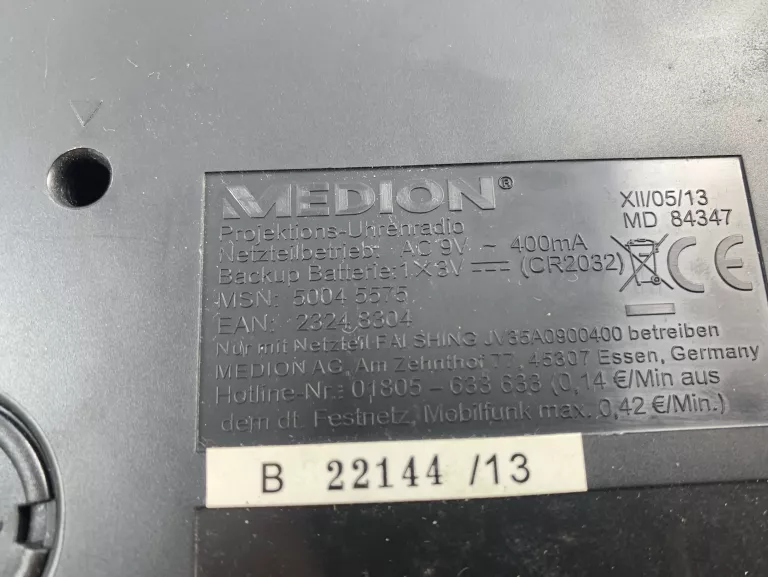 MEDION®
XII/05/13
MD 84347
Projektions-Uhrenradio
Netzteilbetrieb: AC 9V ~ 400mA
Backup Batterie: 1 X 3V (CR2032)
MSN: 5004 5575
EAN: 2324 8304
Nur mit Netzteil FAI SHING JV35A0900400 betreiben
MEDION AG, Am Zehnthof 77, 45307 Essen, Germany
Hotline-Nr.: 01805 - 633 633 (0,14 €/Min aus
dem dt. Festnetz, Mobilfunk max. 0,42 €/Min.)
CE
B 22144 /13